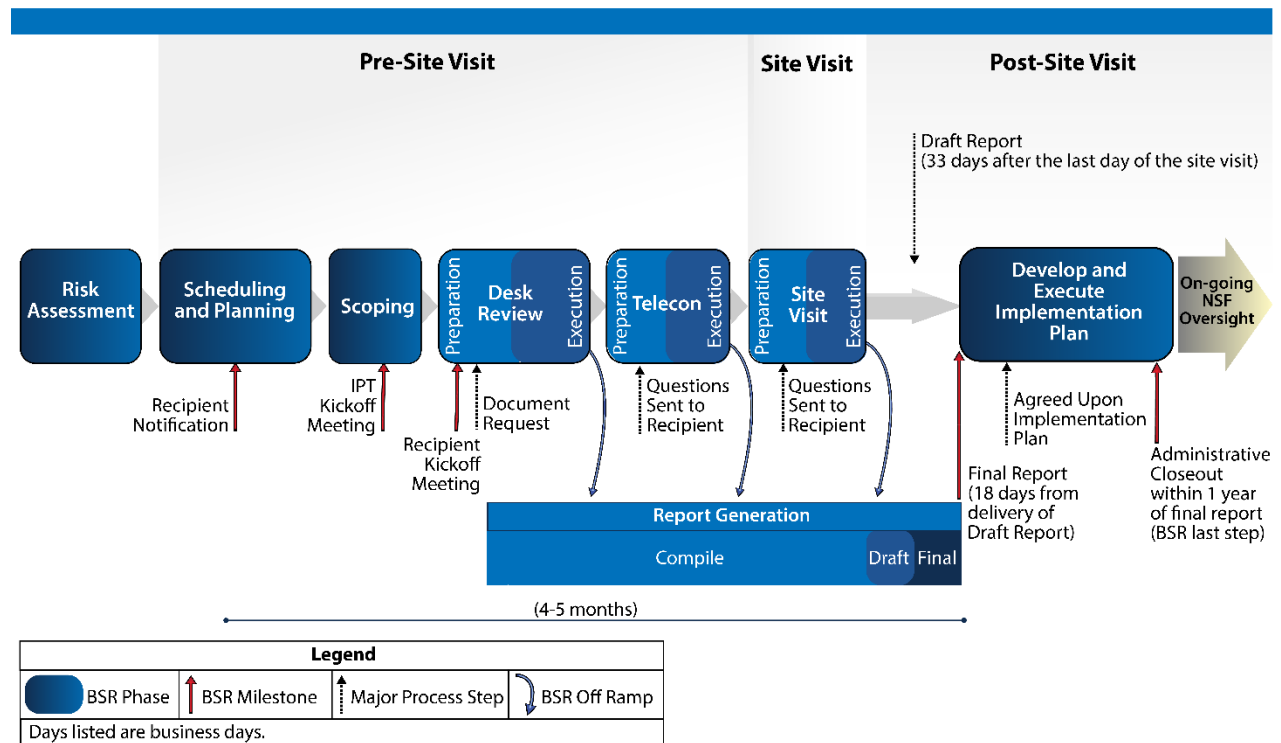 Pre-Site Visit
Site Visit
Post-Site Visit
Draft Report
(33 days after the last day of the site visit)
Risk
Assessment
Scheduling
and Planning
Scoping
Preparation
Desk
Review
Execution
Preparation
Telecon
Execution
Preparation
Site
Visit
Execution
Develop and
Execute
Implementation
Plan
On-going
NSF
Oversight
Recipient
Notification
IPT
Kickoff
Meeting
Recipient
Kickoff
Meeting
Document
Request
Questions
Sent to
Recipient
Questions
Sent to
Recipient
Final Report
(18 days from
delivery of
Draft Report)
Agreed Upon
Implementation
Plan
Administrative
Closeout
within 1 year
of final report
(BSR last step)
Report Generation
Compile
Draft
Final
(4-5 months)
Legend
BSR Phase
BSR Milestone
Major Process Step
BSR Off Ramp
Days listed are business days.